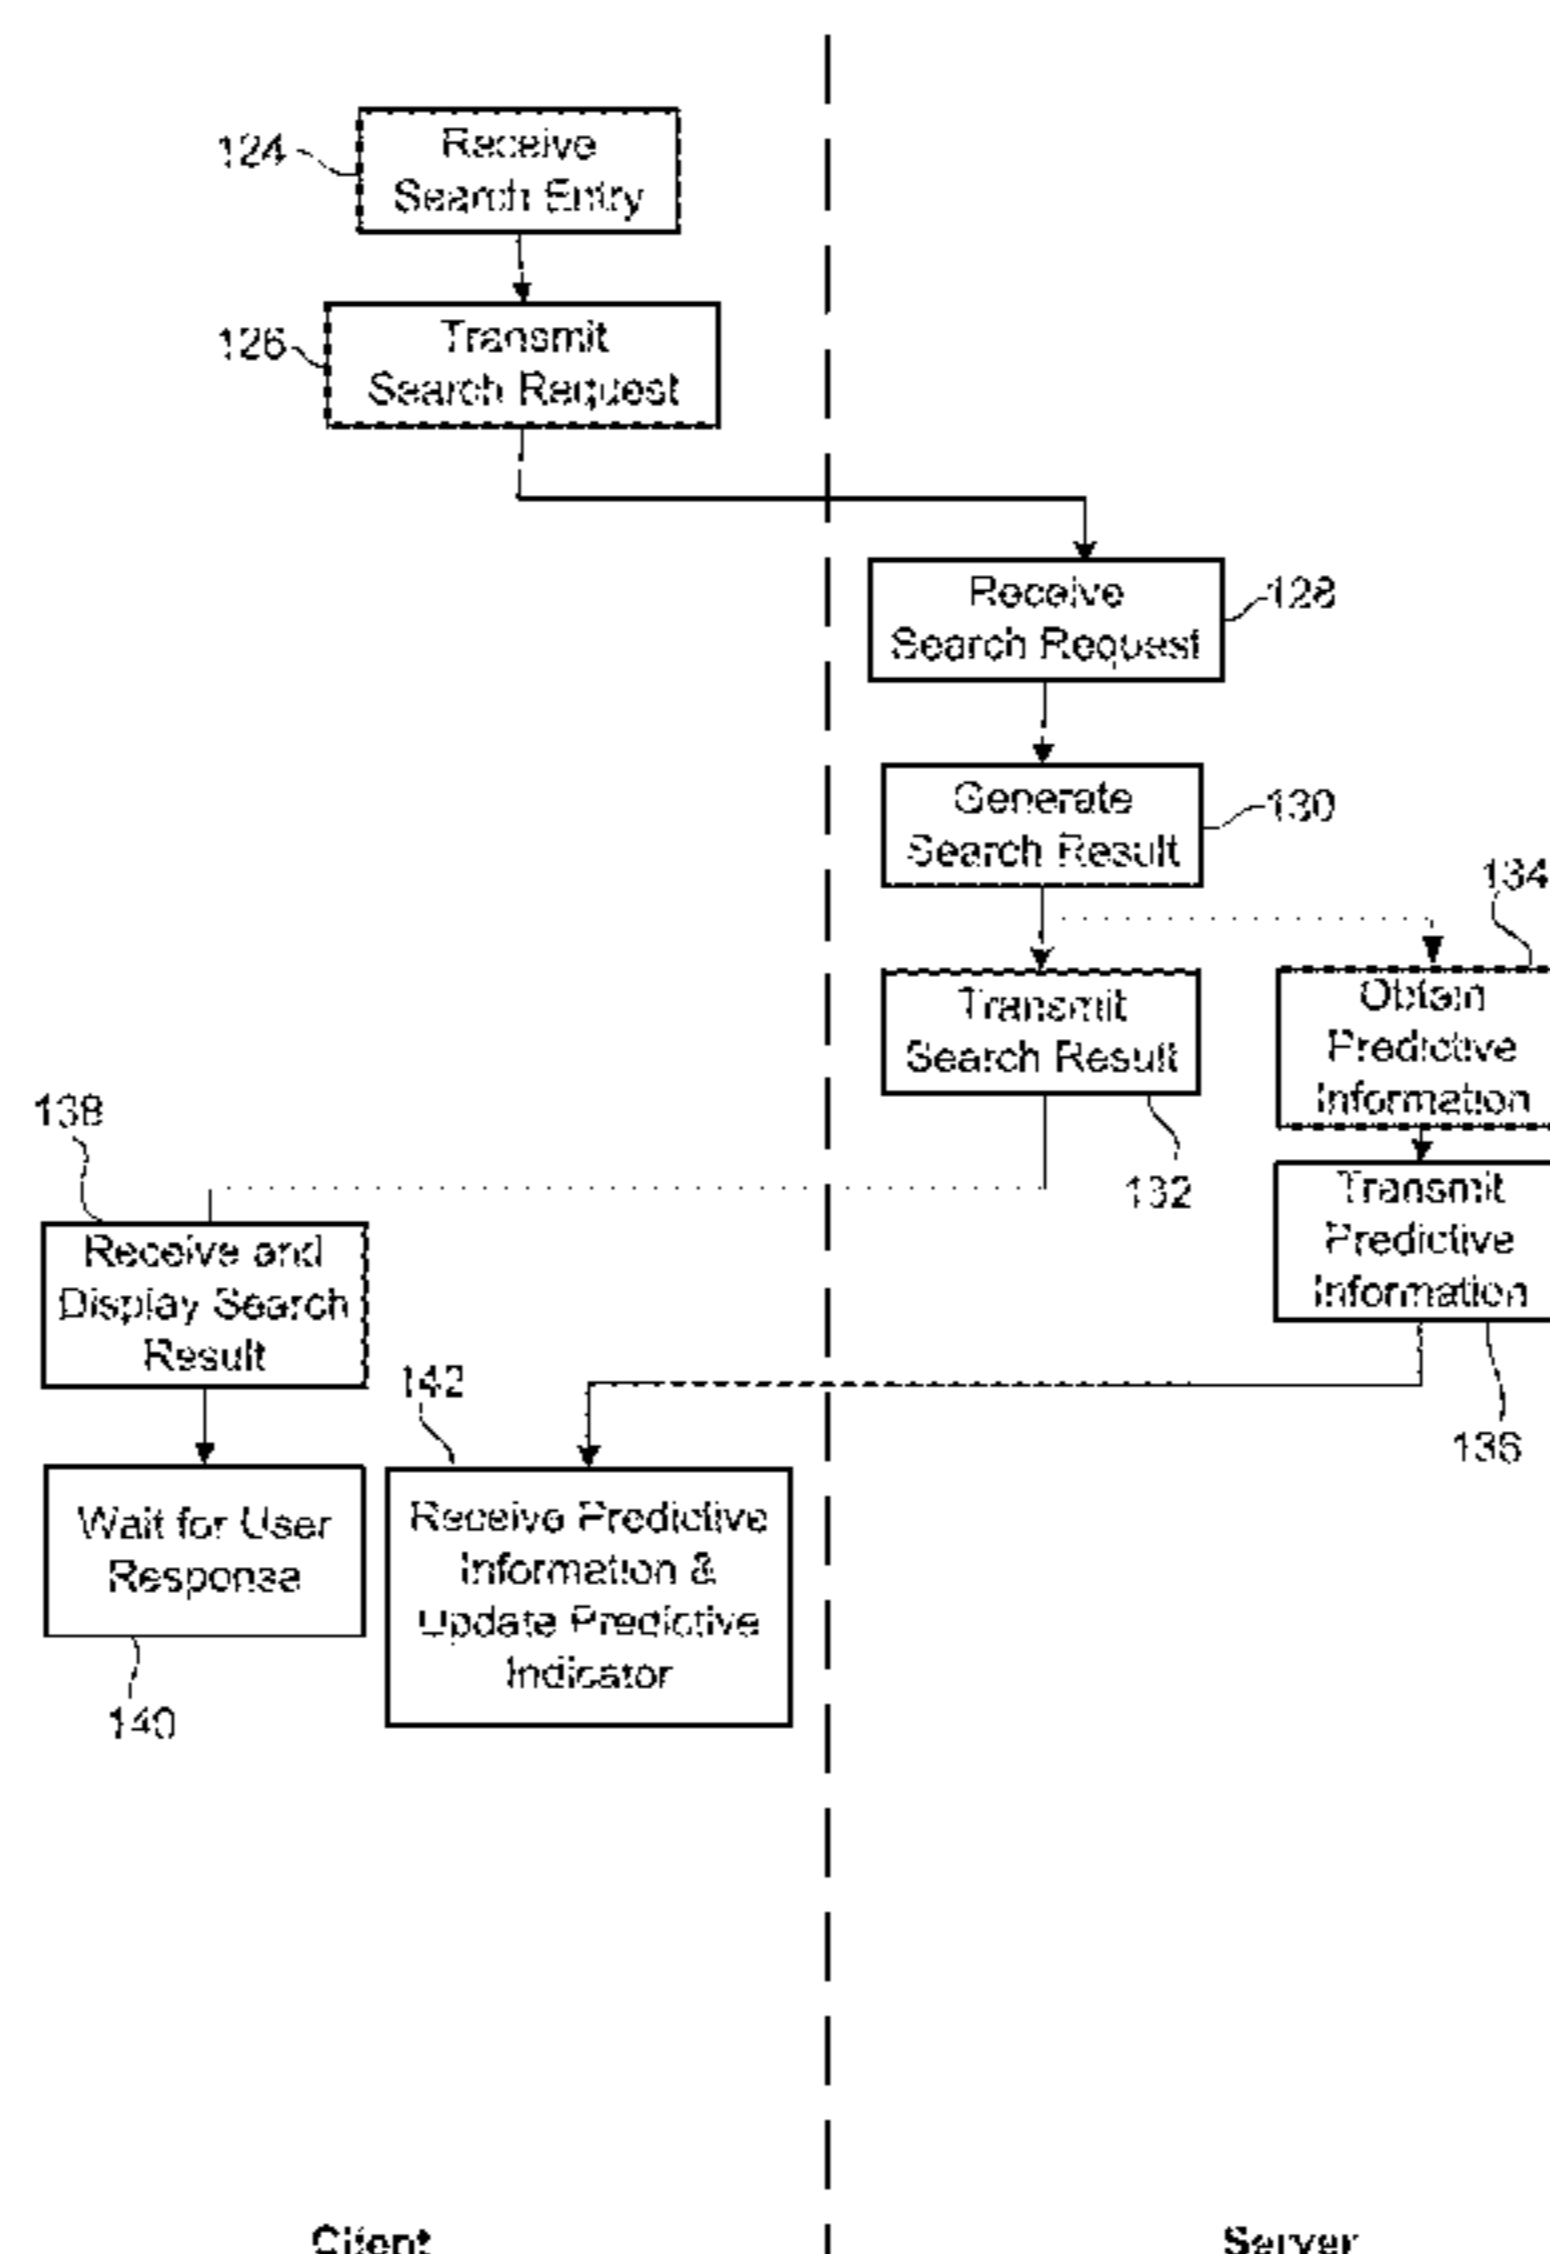 124
Receive
Search Entry
126
Transmit
Search Request
Receive
Search Request
128
Generate
Search Result
130
134
Transmit
Search Result
Obtain
Predictive
Information
138
132
Transmit
Predictive
Information
Receive and
Display Search
Result
142
136
Wait for User
Response
Receive Predictive
Information &
Update Predictive
Indicator
140
Client
Server